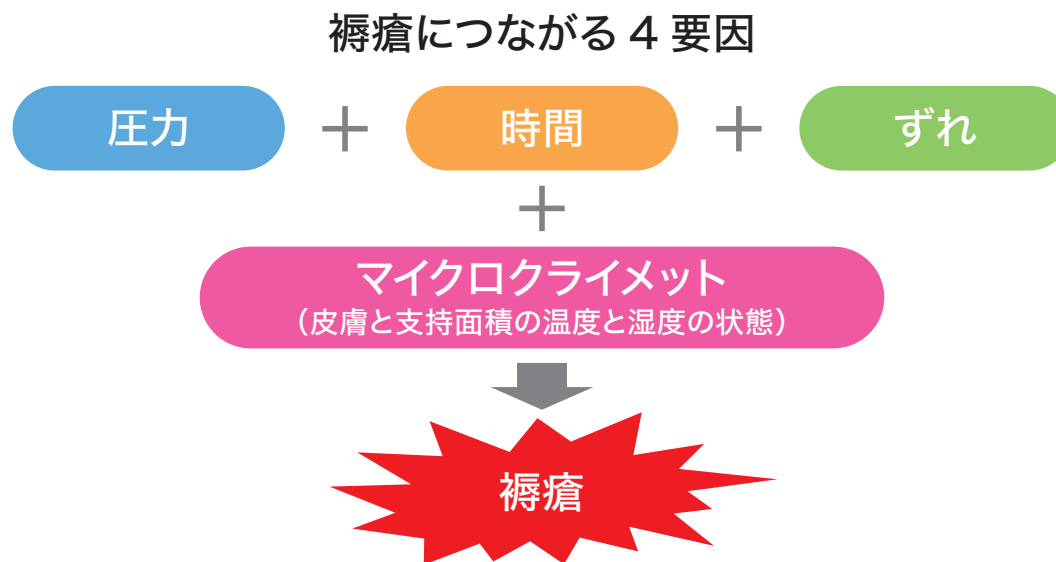 褥瘡につながる 4 要因
圧力 + 時間 + ずれ
+
マイクロクライメット
（皮膚と支持面積の温度と湿度の状態）
褥瘡